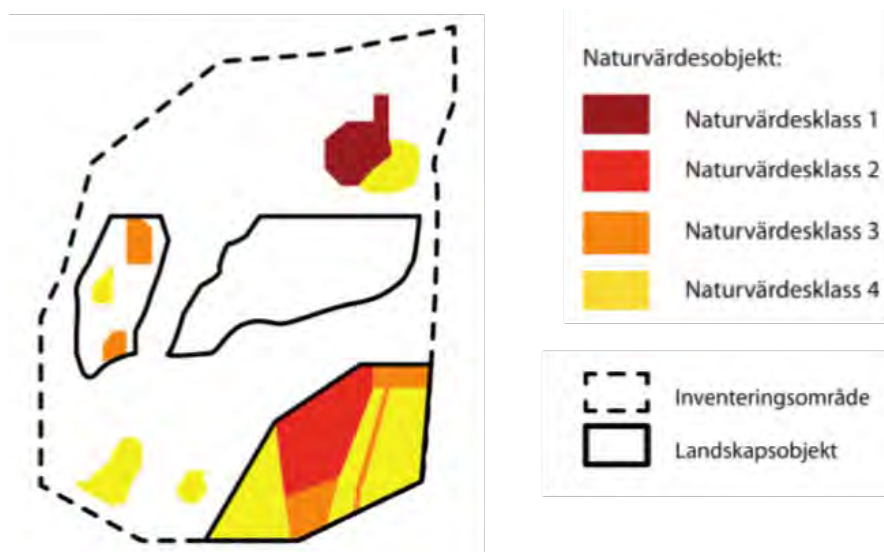 Naturvärdesobjekt:
Naturvärdesklass 1
Naturvärdesklass 2
Naturvärdesklass 3
Naturvärdesklass 4
Inventeringsområde
Landskapsobjekt